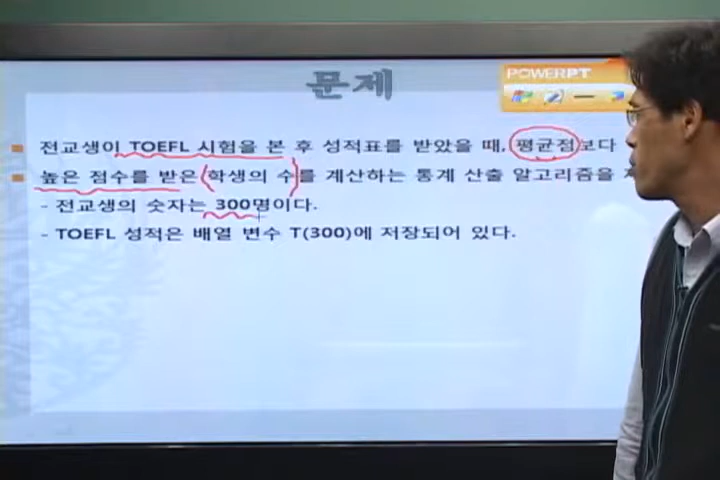 문제
POWERPT
전교생이 TOEFL 시험을 본 후 성적표를 받았을 때, 평균점보다
높은 점수를 받은 학생의 수를 계산하는 통계 산출 알고리즘을
- 전교생의 숫자는 300명이다.
- TOEFL 성적은 배열 변수 T(300)에 저장되어 있다.